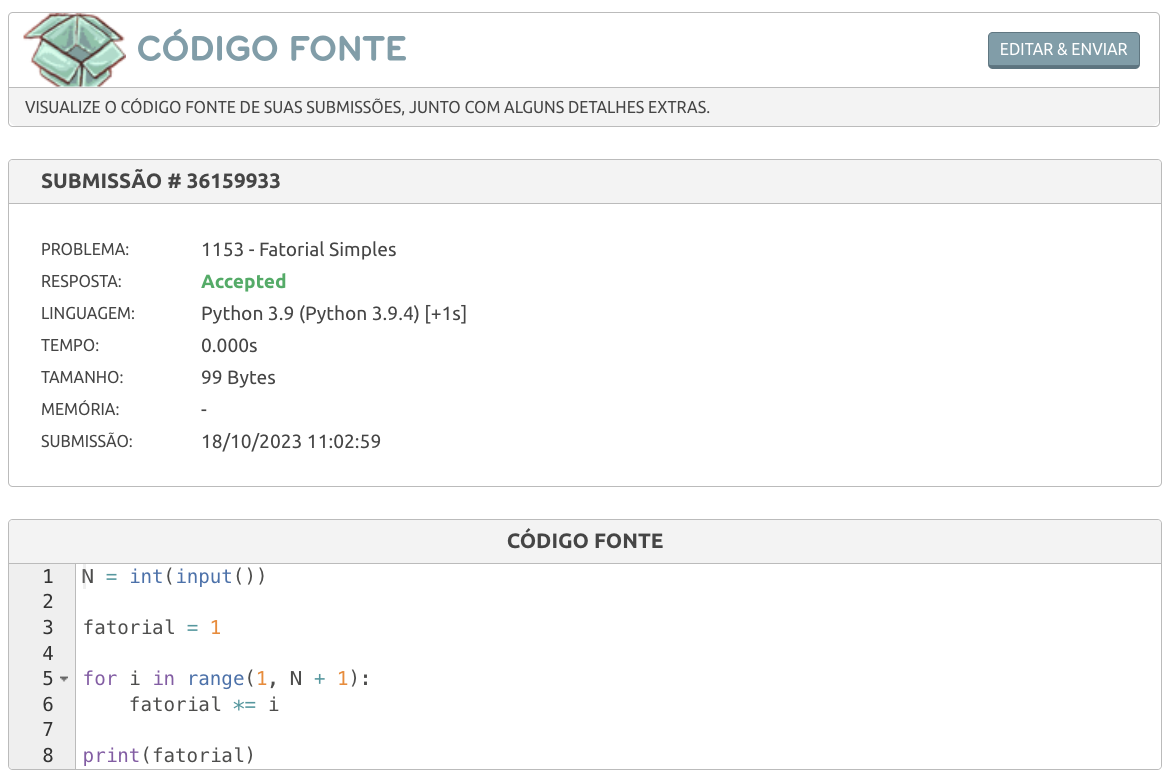 CÓDIGO FONTE
EDITAR & ENVIAR
VISUALIZE O CÓDIGO FONTE DE SUAS SUBMISSÕES, JUNTO COM ALGUNS DETALHES EXTRAS.
SUBMISSÃO # 36159933
PROBLEMA: 1153 - Fatorial Simples
RESPOSTA: Accepted
LINGUAGEM: Python 3.9 (Python 3.9.4) [+1s]
TEMPO: 0.000s
TAMANHO: 99 Bytes
MEMÓRIA: -
SUBMISSÃO: 18/10/2023 11:02:59
CÓDIGO FONTE
1 N = int(input())
2
3 fatorial = 1
4
5 for i in range(1, N + 1):
6     fatorial *= i
7
8 print(fatorial)